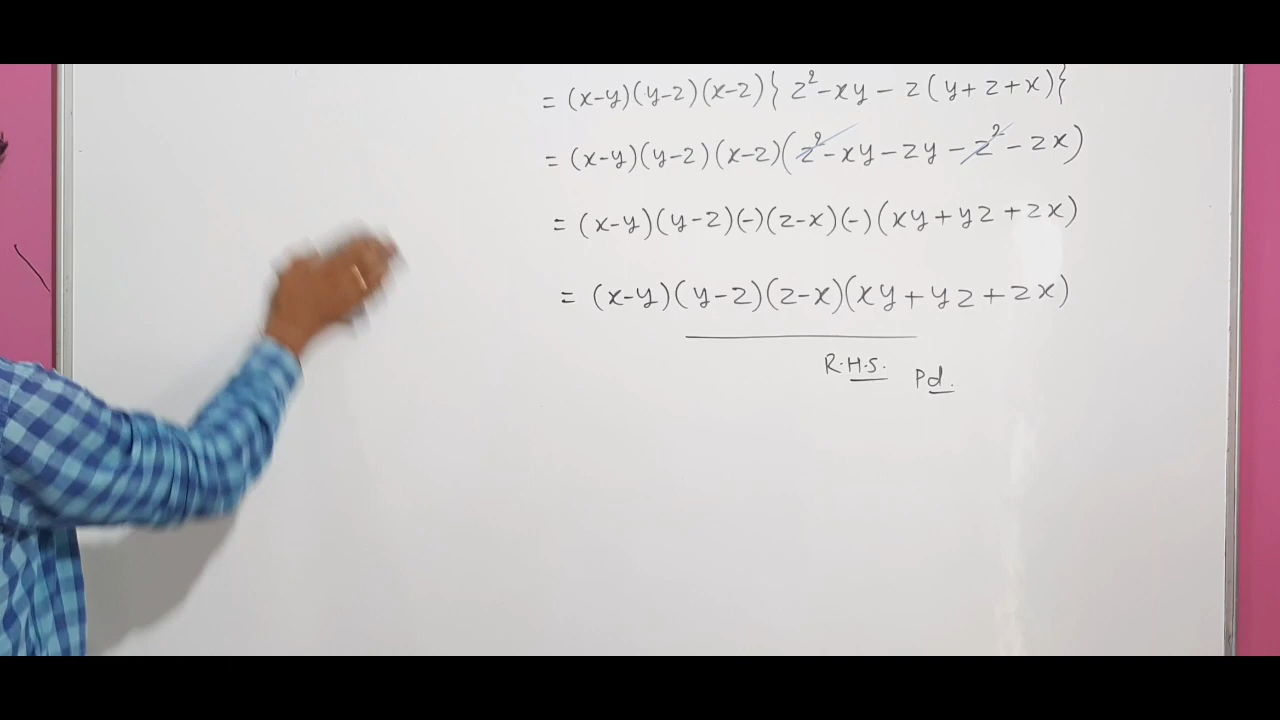 = (x-y)(y-z)(x-z){ z²-xy - z(y+z+x)}
= (x-y)(y-z)(x-z)(z²-xy-zy-z²-zx)
= (x-y)(y-z)(-)(z-x)(-)(xy+yz+zx)
= (x-y)(y-z)(z-x)(xy+yz+zx)
R.H.S. Pd.